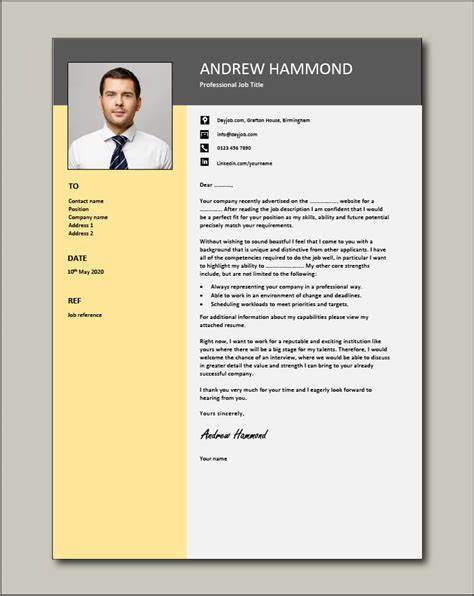 ANDREW HAMMOND
Professional Job Title
Dayjob.com, Grafton House, Birmingham
info@dayjob.com
0123 456 7890
Linkedin.com/yourname
TO
Contact name
Position
Company name
Address 1
Address 2
DATE
10th May 2020
REF
Job reference
Dear ............,
Your company recently advertised on the ............ website for a
............ After reading the job description I am confident that I would
be a perfect fit for your position as my skills, ability and future potential
precisely match your requirements.
Without wishing to sound boastful I feel that I come to you with a
background that is unique and distinctive from other applicants. I have
all of the competencies required to do the job well, in particular I want
to highlight my ability to ............ My other core strengths
include, but are not limited to;
• Always representing your company in a professional way.
• Able to work in an environment of change and deadlines.
• Scheduling workloads to meet priorities and targets.
For additional information about my capabilities please view my
attached resume.
Right now, I want to work for a reputable and exciting institution like
yours where there will be a big stage for my talents. I would therefore
welcome the chance of an interview, where we would be able to discuss
in greater detail the value and strength I can bring to your already
successful company.
I thank you very much for your time and I eagerly look forward to
hearing from you.
Yours sincerely,
Andrew Hammond
Your name